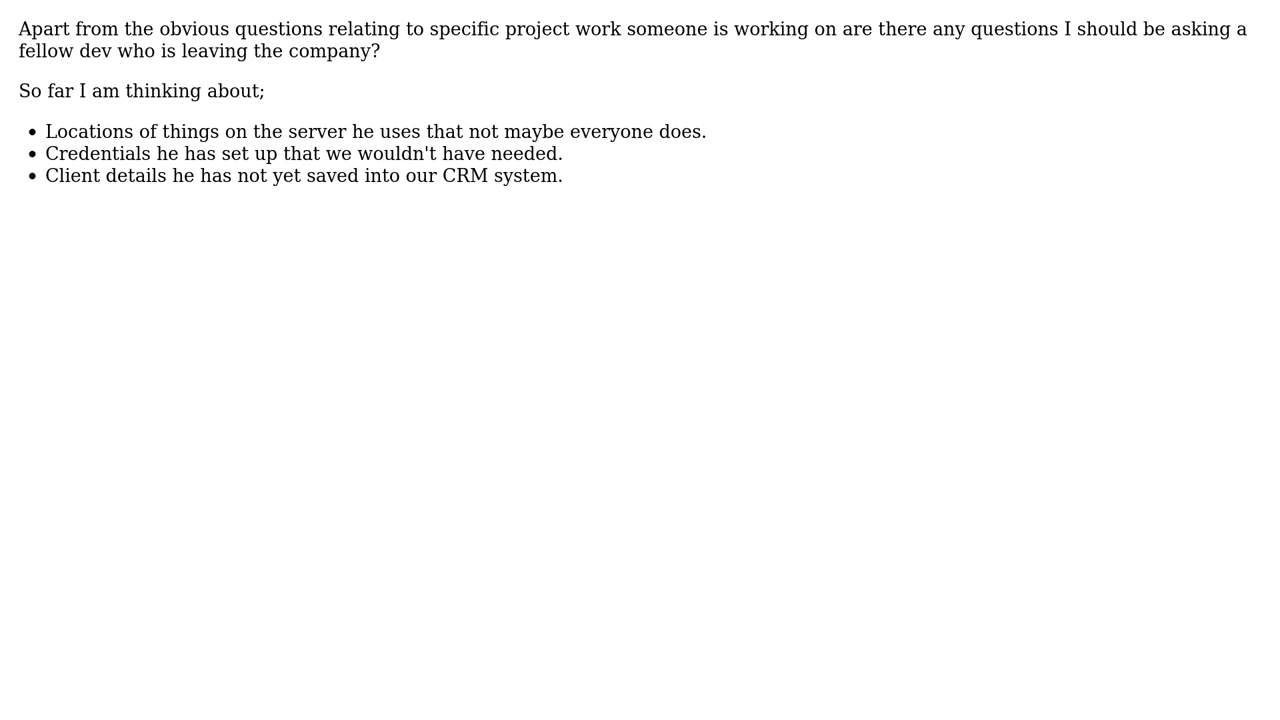 Apart from the obvious questions relating to specific project work someone is working on are there any questions I should be asking a
fellow dev who is leaving the company?
So far I am thinking about;
• Locations of things on the server he uses that not maybe everyone does.
• Credentials he has set up that we wouldn't have needed.
• Client details he has not yet saved into our CRM system.